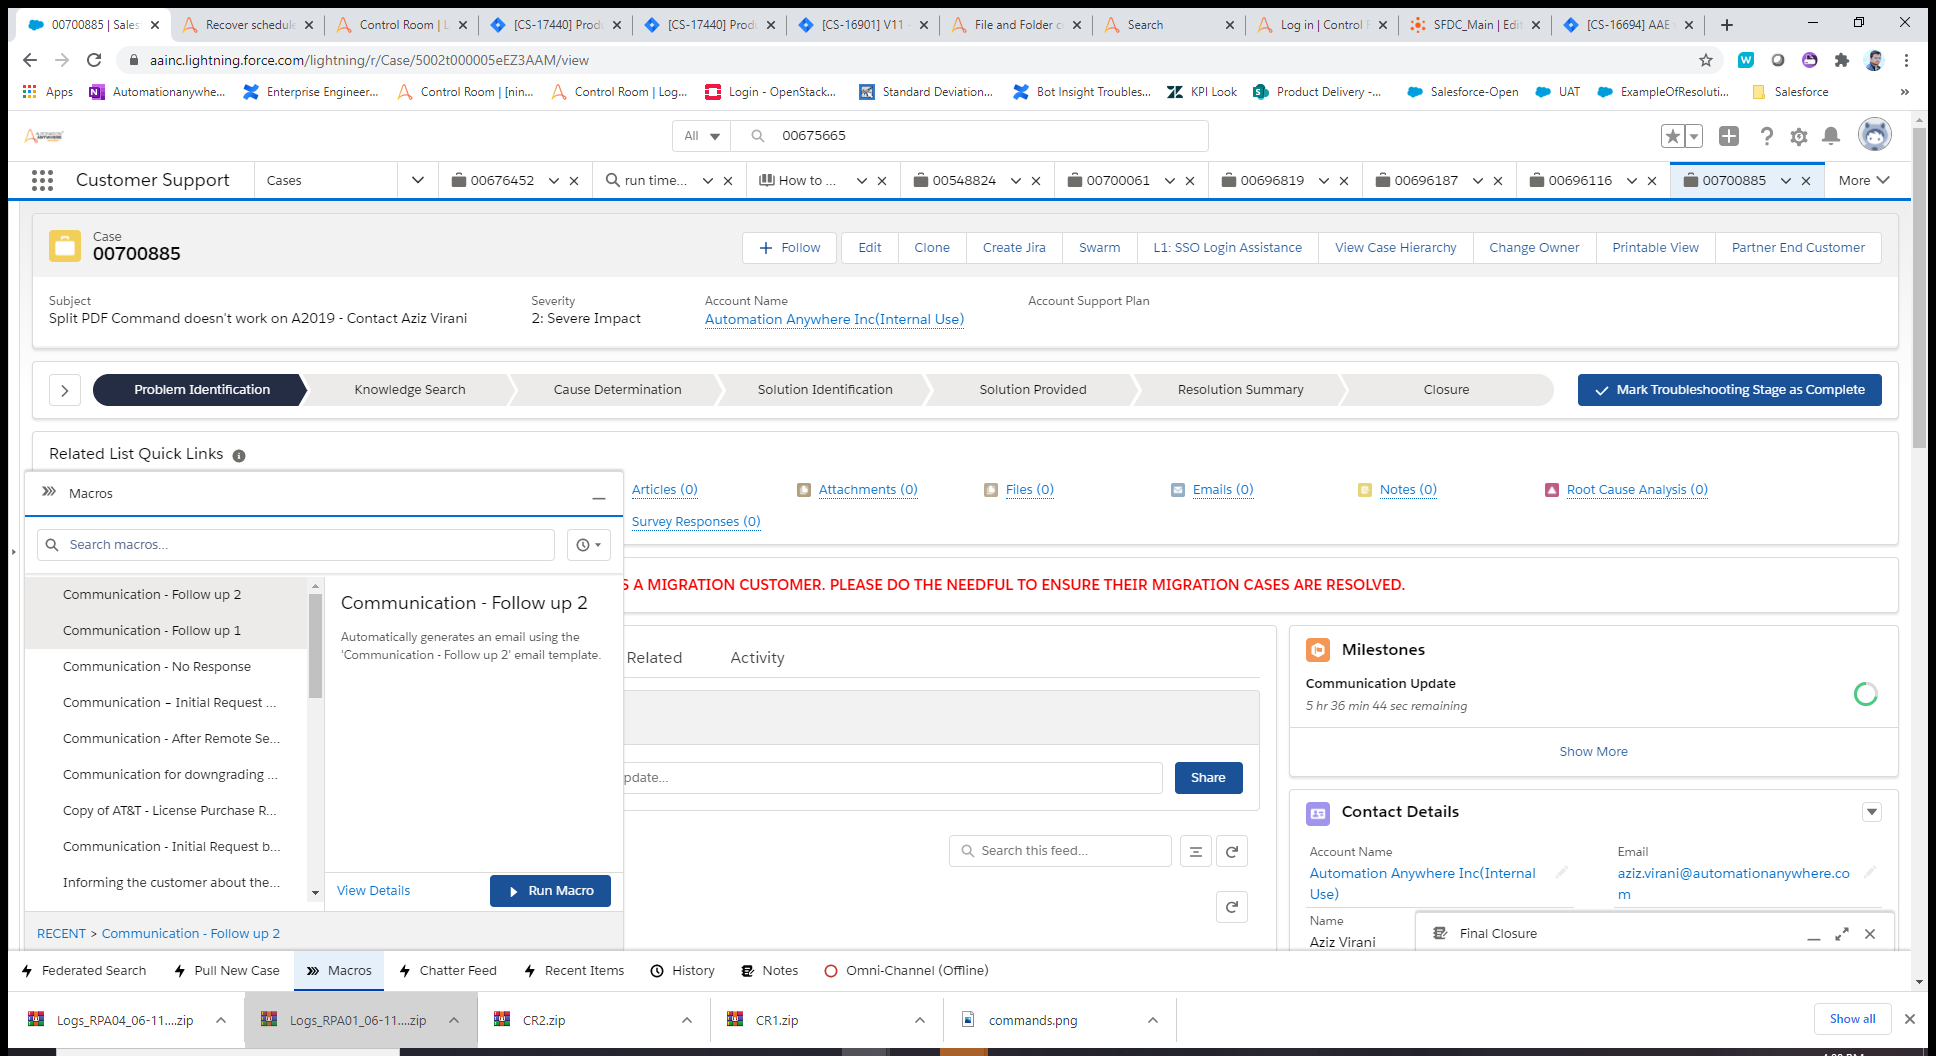 00700885 | Sales
Recover schedule
Control Room | L
[CS-17440] Produ
[CS-17440] Produ
[CS-16901] V11 -
File and Folder c
Search
Log in | Control R
SFDC_Main | Edit
[CS-16694] AAE
aainc.lightning.force.com/lightning/r/Case/5002t000005eEZ3AAM/view
Apps
Automationanywhe...
Enterprise Engineer...
Control Room | [nin...
Control Room | Log...
Login - OpenStack...
Standard Deviation...
Bot Insight Troubles...
KPI Look
Product Delivery -...
Salesforce-Open
UAT
ExampleOfResoluti...
Salesforce
All
00675665
Customer Support
Cases
00676452
run time...
How to ...
00548824
00700061
00696819
00696187
00696116
00700885
More
Case
00700885
Follow
Edit
Clone
Create Jira
Swarm
L1: SSO Login Assistance
View Case Hierarchy
Change Owner
Printable View
Partner End Customer
Subject
Split PDF Command doesn't work on A2019 - Contact Aziz Virani
Severity
2: Severe Impact
Account Name
Automation Anywhere Inc(Internal Use)
Account Support Plan
Problem Identification
Knowledge Search
Cause Determination
Solution Identification
Solution Provided
Resolution Summary
Closure
Mark Troubleshooting Stage as Complete
Related List Quick Links
Articles (0)
Attachments (0)
Files (0)
Emails (0)
Notes (0)
Root Cause Analysis (0)
Survey Responses (0)
S A MIGRATION CUSTOMER. PLEASE DO THE NEEDFUL TO ENSURE THEIR MIGRATION CASES ARE RESOLVED.
Macros
Search macros...
Communication - Follow up 2
Communication - Follow up 1
Communication - No Response
Communication – Initial Request ...
Communication - After Remote Se...
Communication for downgrading ...
Copy of AT&T - License Purchase R...
Communication - Initial Request b...
Informing the customer about the...
Communication - Follow up 2
Automatically generates an email using the
'Communication - Follow up 2' email template.
View Details
Run Macro
RECENT > Communication - Follow up 2
Related
Activity
pdate...
Share
Search this feed...
Milestones
Communication Update
5 hr 36 min 44 sec remaining
Show More
Contact Details
Account Name
Automation Anywhere Inc(Internal
Use)
Email
aziz.virani@automationanywhere.co
m
Name
Aziz Virani
Final Closure
Federated Search
Pull New Case
Macros
Chatter Feed
Recent Items
History
Notes
Omni-Channel (Offline)
Logs_RPA04_06-11....zip
Logs_RPA01_06-11....zip
CR2.zip
CR1.zip
commands.png
Show all